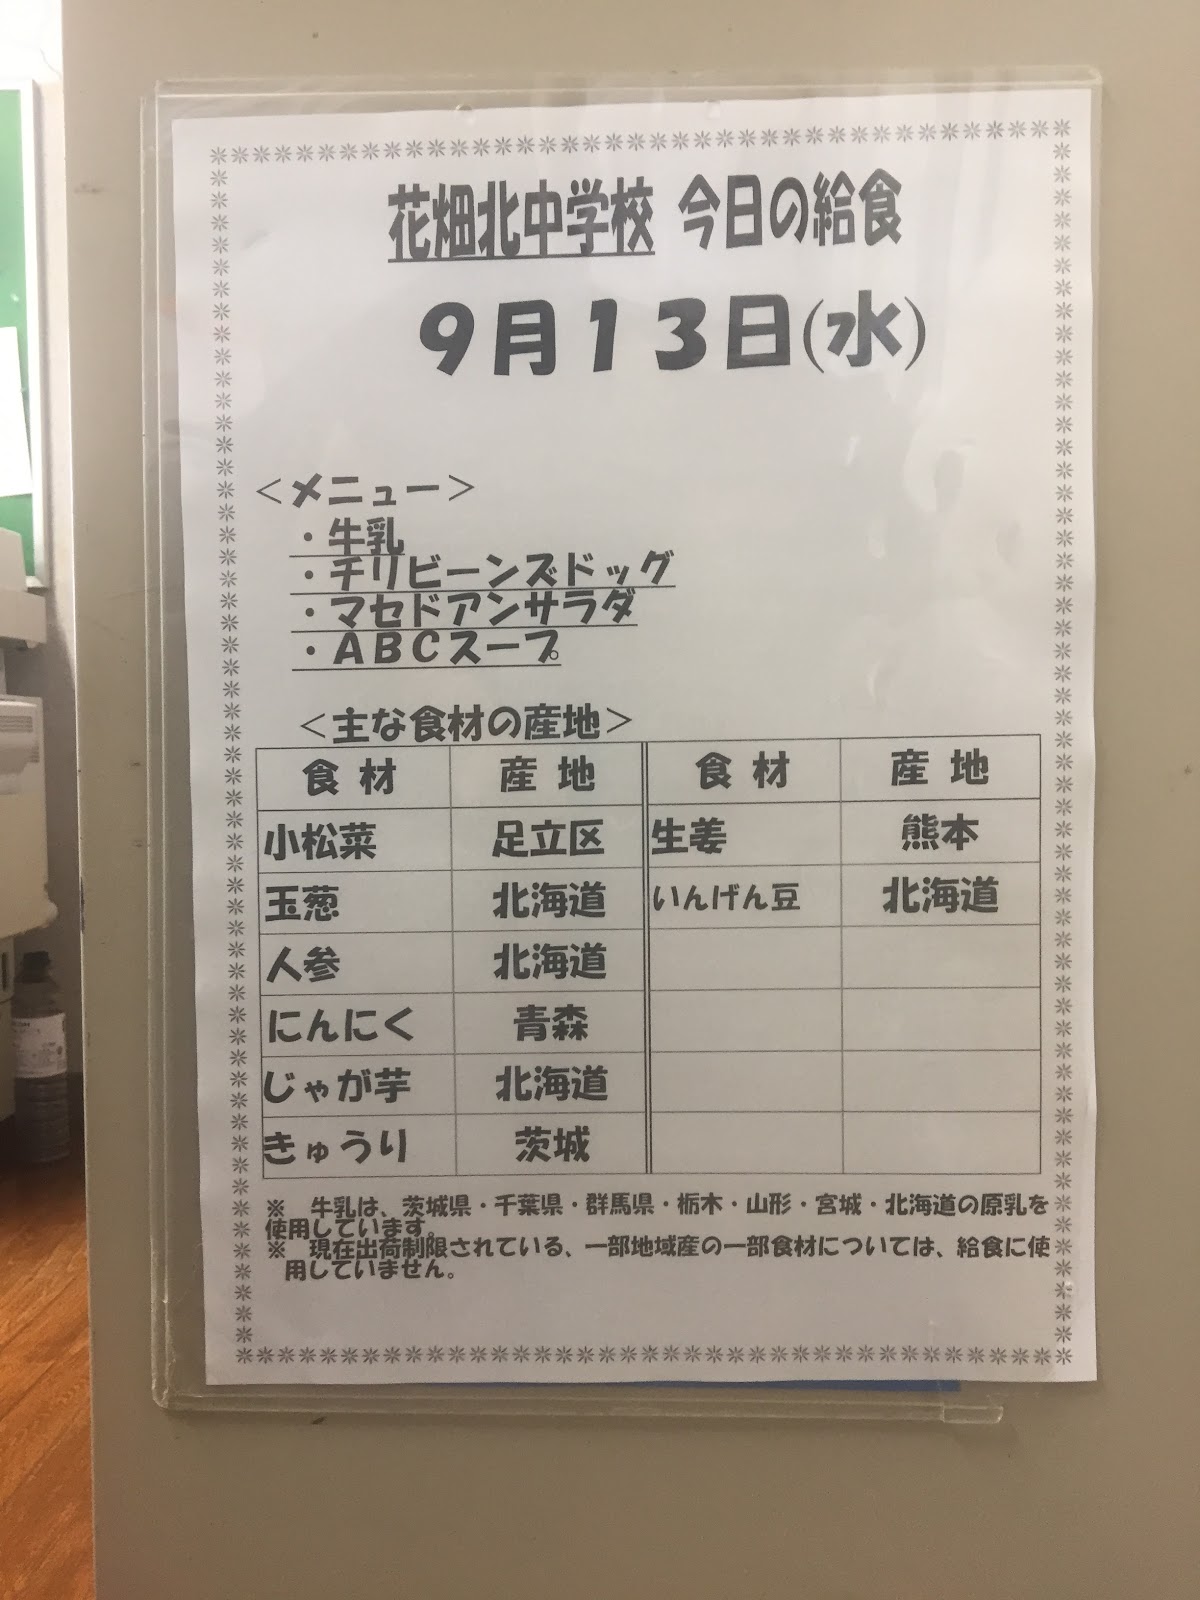 花畑北中学校 今日の給食
９月１３日(水)
＜メニュー＞
・牛乳
・チリビーンズドッグ
・マセドアンサラダ
・ＡＢＣスープ
＜主な食材の産地＞
食材 産地 食材 産地
小松菜 足立区 生姜 熊本
玉葱 北海道 いんげん豆 北海道
人参 北海道
にんにく 青森
じゃが芋 北海道
きゅうり 茨城
※　牛乳は、茨城県・千葉県・群馬県・栃木・山形・宮城・北海道の原乳を
使用しています。
※　現在出荷制限されている、一部地域産の一部食材については、給食に使
用していません。